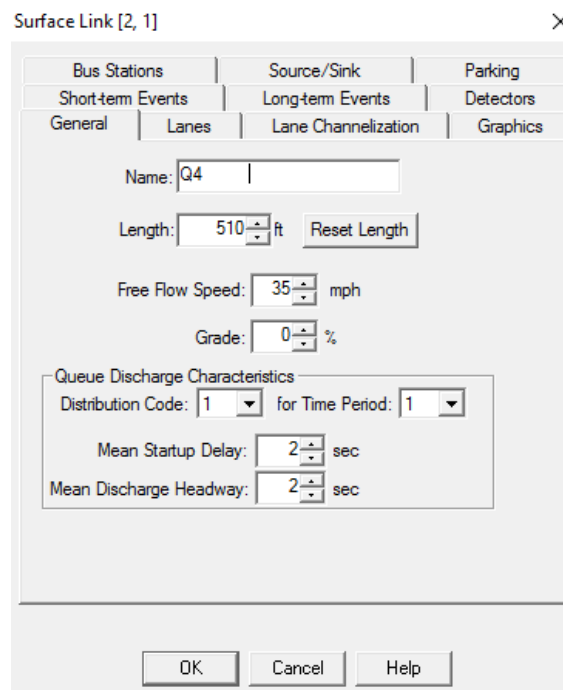 Surface Link [2, 1]
Bus Stations Source/Sink Parking
Short-term Events Long-term Events Detectors
General Lanes Lane Channelization Graphics
Name: Q4
Length: 510 ft Reset Length
Free Flow Speed: 35 mph
Grade: 0 %
Queue Discharge Characteristics
Distribution Code: 1 for Time Period: 1
Mean Startup Delay: 2 sec
Mean Discharge Headway: 2 sec
OK Cancel Help